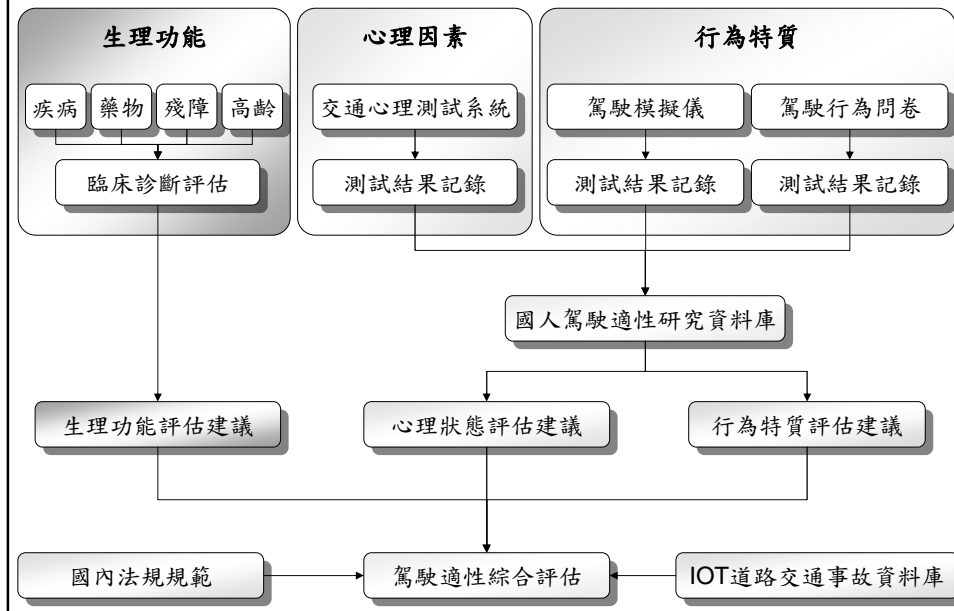 生理功能
心理因素
行為特質
疾病
藥物
殘障
高齡
交通心理測試系統
駕駛模擬儀
駕駛行為問卷
臨床診斷評估
測試結果記錄
測試結果記錄
測試結果記錄
國人駕駛適性研究資料庫
生理功能評估建議
心理狀態評估建議
行為特質評估建議
國內法規規範
駕駛適性綜合評估
IOT道路交通事故資料庫